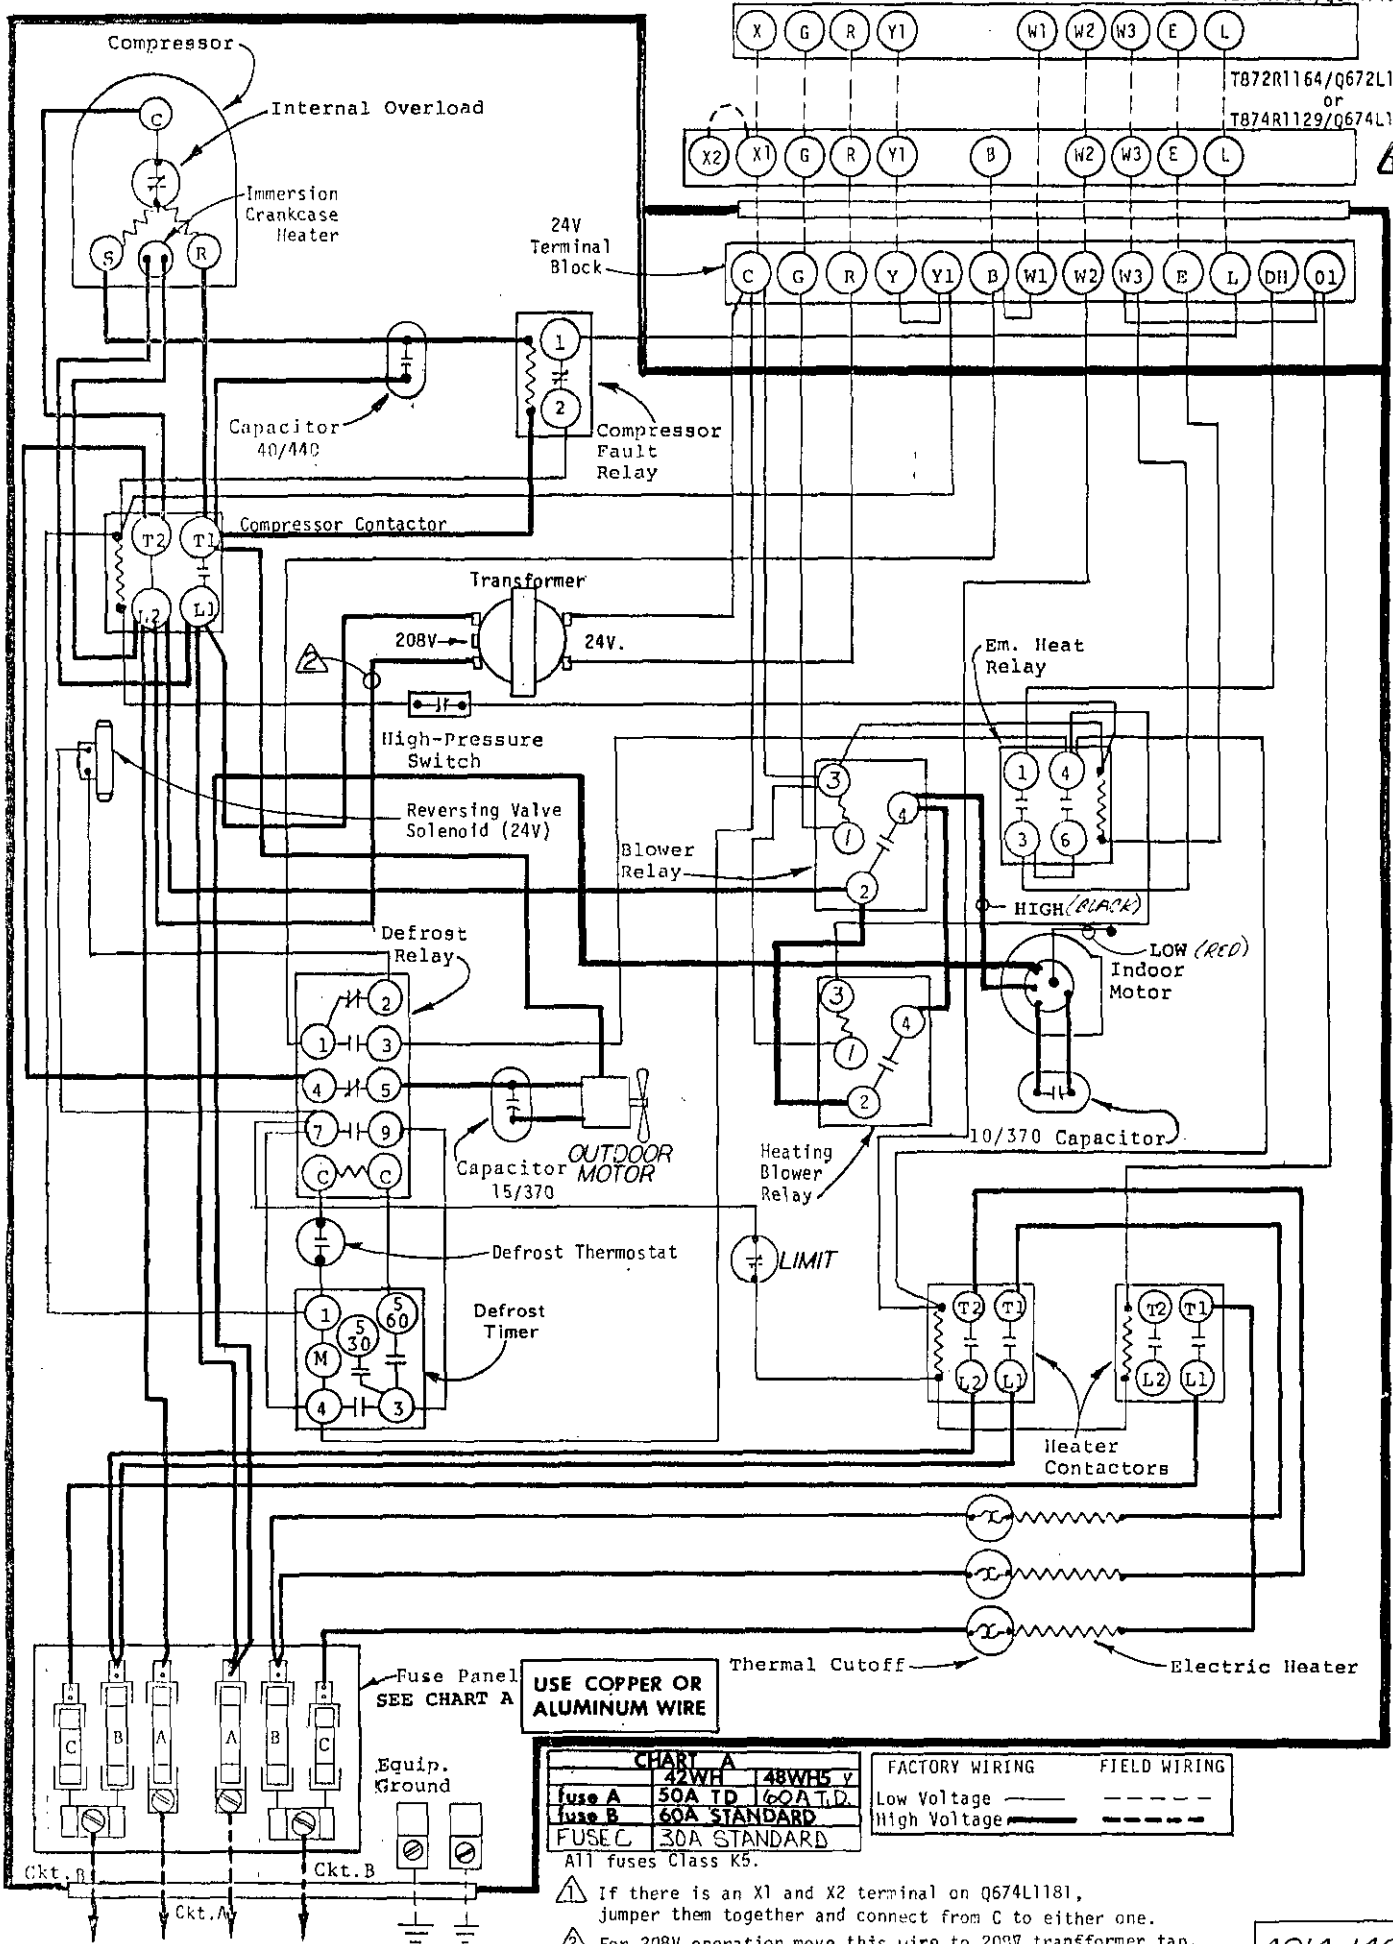 X G R Y1 W1 W2 W3 E L
or
X2 X1 G R Y1 B W2 W3 E L
Compressor
C
Internal Overload
Immersion
Crankcase
Heater
S R
24V
Terminal
Block
C G R Y Y1 B W1 W2 W3 E L DH O1
1
2
Capacitor
Compressor
Fault
Relay
Compressor Contactor
T2 T1
L2 L1
Transformer
208V
24V.
2
High-Pressure
Switch
Em. Heat
Relay
1 4
3 6
Reversing Valve
Solenoid (24V)
Blower
Relay
3 4
1
2
HIGH (BLACK)
LOW (RED)
Indoor
Motor
Defrost
Relay
2
1 3
4 5
7 9
C C
3 4
1
2
10/370 Capacitor
Heating
Blower
Relay
Capacitor
15/370
OUTDOOR
MOTOR
Defrost Thermostat
LIMIT
Defrost
Timer
1 S 60
S 30
M
4 3
T2 T1 T2 T1
L2 L1 L2 L1
Heater
Contactors
Thermal Cutoff
Electric Heater
Fuse Panel
SEE CHART A
USE COPPER OR
ALUMINUM WIRE
C B A A B C
Equip.
Ground
Ckt.B
Ckt.A
Ckt.B
CHART A
42WH 48WH5
fuse A 50A TD 60A T.D.
fuse B 60A STANDARD
FUSE C 30A STANDARD
All fuses Class K5.
FACTORY WIRING FIELD WIRING
Low Voltage
High Voltage
1 If there is an X1 and X2 terminal on Q674L1181,
jumper them together and connect from C to either one.